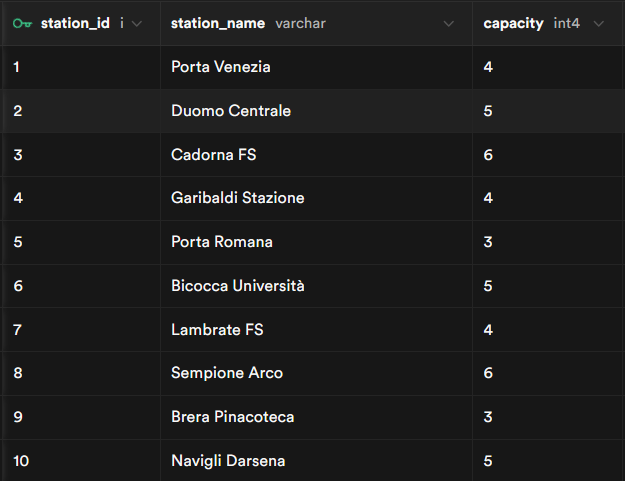 station_id i station_name varchar capacity int4
1 Porta Venezia 4
2 Duomo Centrale 5
3 Cadorna FS 6
4 Garibaldi Stazione 4
5 Porta Romana 3
6 Bicocca Università 5
7 Lambrate FS 4
8 Sempione Arco 6
9 Brera Pinacoteca 3
10 Navigli Darsena 5